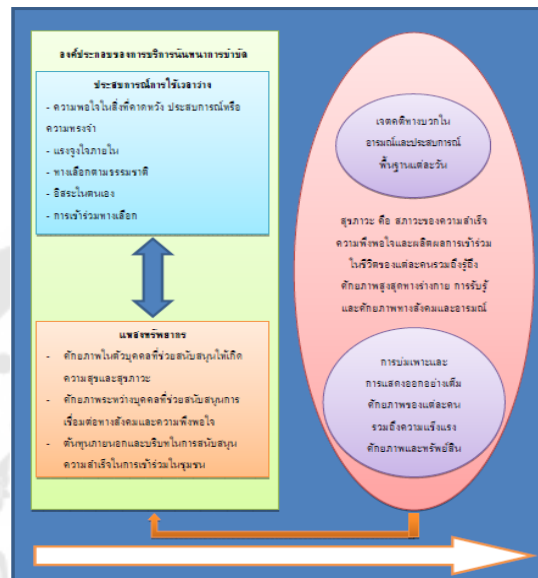 องค์ประกอบของการบริการนันทนาการบำบัด
ประสบการณ์การใช้เวลาว่าง
- ความพอใจในสิ่งที่คาดหวัง ประสบการณ์หรือ
ความทรงจำ
- แรงจูงใจภายใน
- ทางเลือกตามธรรมชาติ
- อิสระในตนเอง
- การเข้าร่วมทางเลือก
แหล่งทรัพยากร
- ศักยภาพในตัวบุคคลที่ช่วยสนับสนุนให้เกิด
ความสุขและสุขภาวะ
- ศักยภาพระหว่างบุคคลที่ช่วยสนับสนุนการ
เชื่อมต่อทางสังคมและความพึงพอใจ
- ต้นทุนภายนอกและบริบทในการสนับสนุน
ความสำเร็จในการเข้าร่วมในชุมชน
เจตคติทางบวกใน
อารมณ์และประสบการณ์
พื้นฐานแต่ละวัน
สุขภาวะ คือ สภาวะของความสำเร็จ
ความพึงพอใจและผลิตผลการเข้าร่วม
ในชีวิตของแต่ละคนรวมถึงรู้ถึง
ศักยภาพสูงสุดทางร่างกาย การรับรู้
และศักยภาพทางสังคมและอารมณ์
การบ่มเพาะและ
การแสดงออกอย่างเต็ม
ศักยภาพของแต่ละคน
รวมถึงความแข็งแรง
ศักยภาพและทรัพย์สิน